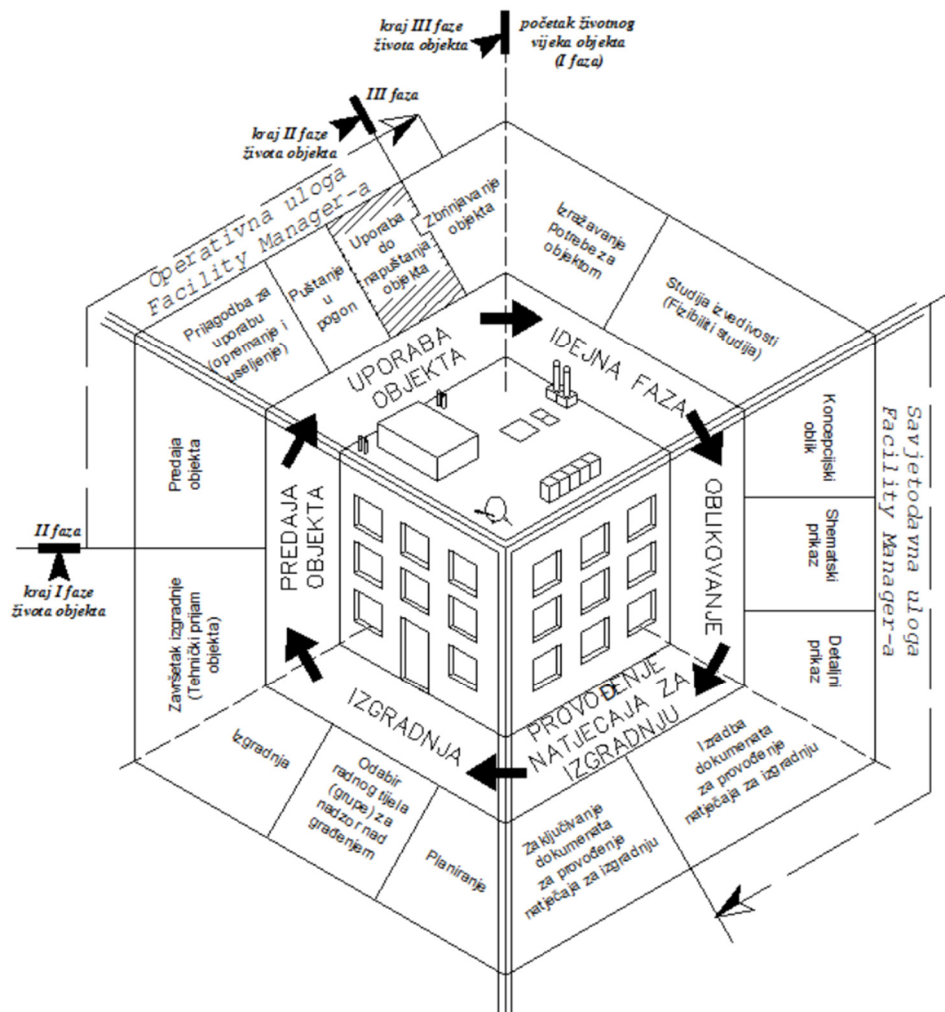 kraj III faze
života objekta
početak životnog
vijeka objekta
(I faza)
III faza
kraj II faze
života objekta
Operativna uloga
Facility Manager-a
Prilagodba za
uporabu
(opremanje i
useljenje)
Puštanje
u
pogon
Uporaba
do
napuštanja
objekta
Zbrinjavanje
objekta
Izražavanje
potrebe za
objektom
Studija izvedivosti
(Fizibiliti studija)
UPORABA
OBJEKTA
IDEJNA FAZA
Koncepcijski
oblik
Shematski
prikaz
Detaljni
prikaz
Savjetodavna uloga
Facility Manager-a
OBLIKOVANJE
Predaja
objekta
PREDAJA
OBJEKTA
II faza
kraj I faze
života objekta
Završetak izgradnje
(Tehnički prijam
objekta)
IZGRADNJA
PROVOĐENJE
NATJEČAJA ZA
IZGRADNJU
Izgradnja
Odabir
radnog tijela
(grupe) za
nadzor nad
građenjem
Planiranje
Zaključivanje
dokumenata
za provođenje
natječaja za izgradnju
Izradba
dokumenata
za provođenje
natječaja za izgradnju